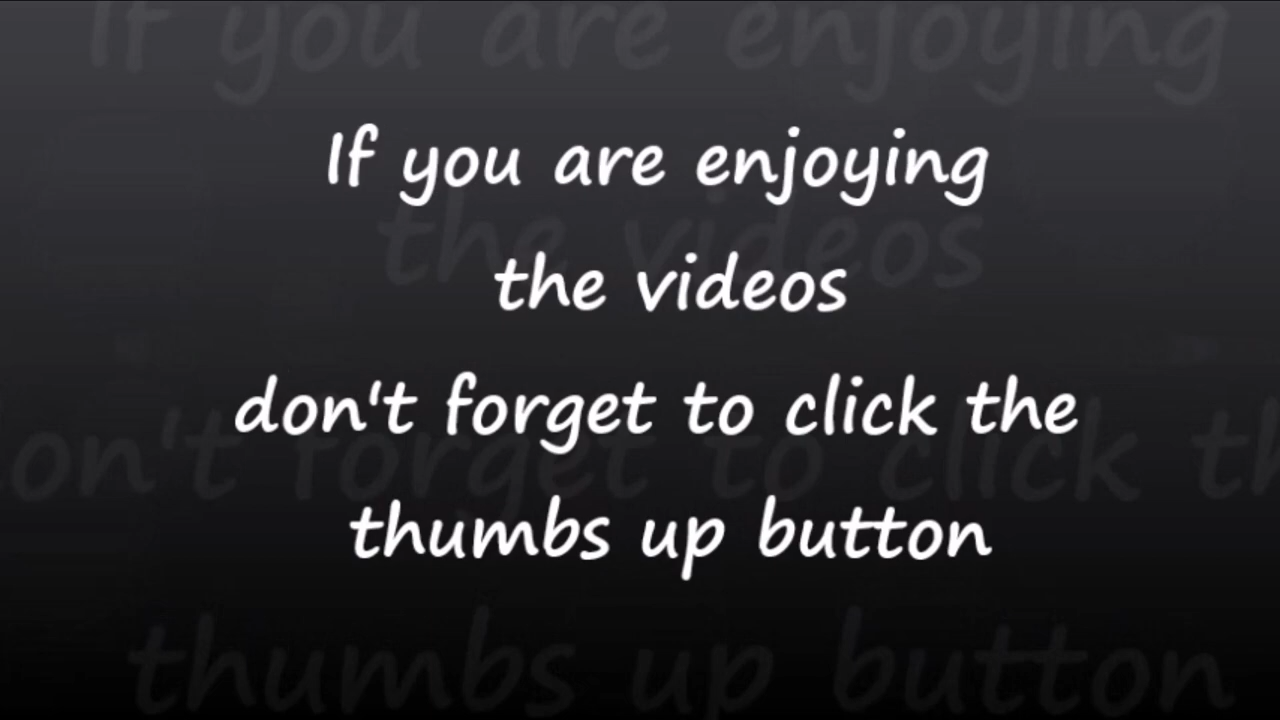 If you are enjoying
the videos
don't forget to click the
thumbs up button